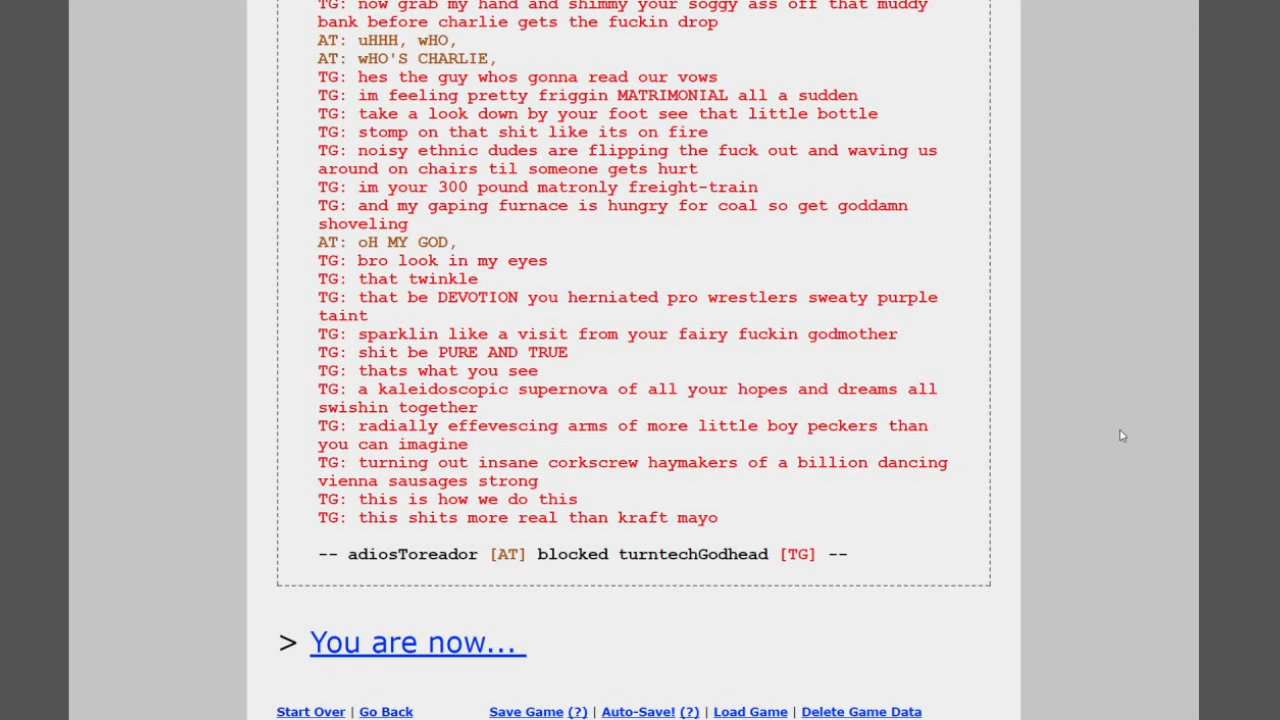 TG: now grab my hand and shimmy your soggy ass off that muddy
bank before charlie gets the fuckin drop
AT: uHHH, wHO,
AT: wHO'S CHARLIE,
TG: hes the guy whos gonna read our vows
TG: im feeling pretty friggin MATRIMONIAL all a sudden
TG: take a look down by your foot see that little bottle
TG: stomp on that shit like its on fire
TG: noisy ethnic dudes are flipping the fuck out and waving us
around on chairs til someone gets hurt
TG: im your 300 pound matronly freight-train
TG: and my gaping furnace is hungry for coal so get goddamn
shoveling
AT: oH MY GOD,
TG: bro look in my eyes
TG: that twinkle
TG: that be DEVOTION you herniated pro wrestlers sweaty purple
taint
TG: sparklin like a visit from your fairy fuckin godmother
TG: shit be PURE AND TRUE
TG: thats what you see
TG: a kaleidoscopic supernova of all your hopes and dreams all
swishin together
TG: radially effevescing arms of more little boy peckers than
you can imagine
TG: turning out insane corkscrew haymakers of a billion dancing
vienna sausages strong
TG: this is how we do this
TG: this shits more real than kraft mayo
-- adiosToreador [AT] blocked turntechGodhead [TG] --
> You are now...
Start Over | Go Back Save Game (?) | Auto-Save! (?) | Load Game | Delete Game Data